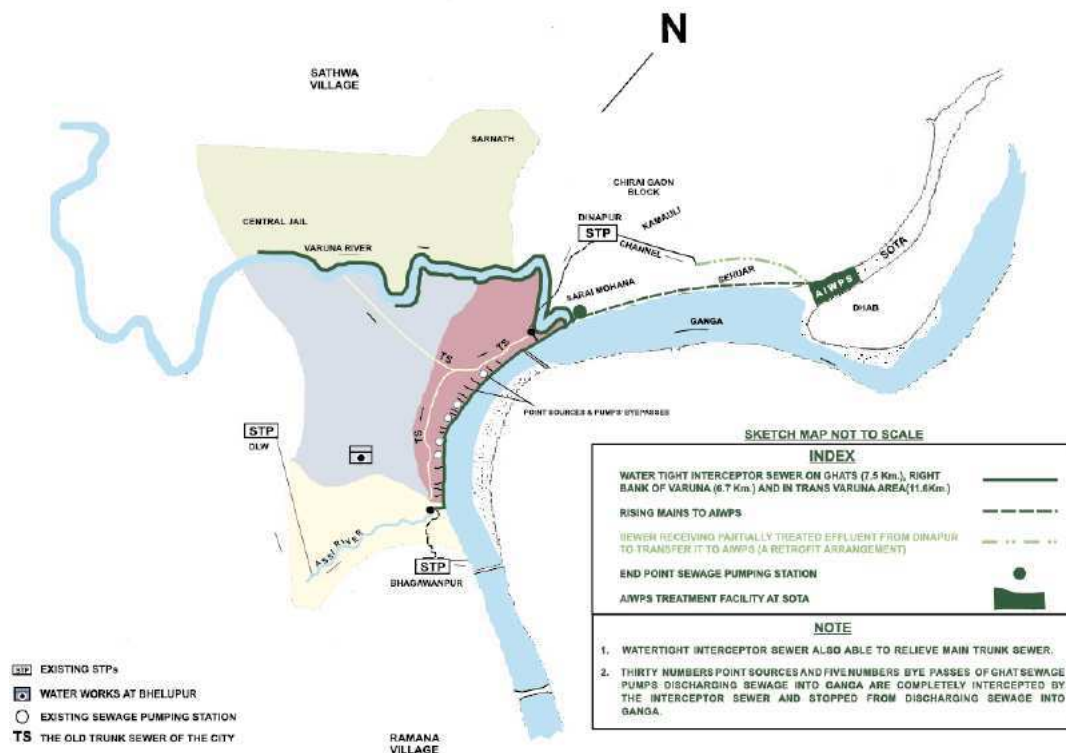 N
SATHWA
VILLAGE
SARNATH
CHIRAI GAON
BLOCK
KAMAULI
DINAPUR
STP
CHANNEL
CENTRAL JAIL
VARUNA RIVER
SOTA
SARAI MOHANA
SEHUAR
AIWPS
DHAB
GANGA
TS
TS
TS
POINT SOURCES & PUMPS' BYEPASSES
STP
DLW
ASSI RIVER
STP
BHAGAWANPUR
RAMANA
VILLAGE
STP EXISTING STPs
WATER WORKS AT BHELUPUR
EXISTING SEWAGE PUMPING STATION
TS THE OLD TRUNK SEWER OF THE CITY
SKETCH MAP NOT TO SCALE
INDEX
WATER TIGHT INTERCEPTOR SEWER ON GHATS (7.5 Km.), RIGHT
BANK OF VARUNA (6.7 Km.) AND IN TRANS VARUNA AREA(11.6Km.)
RISING MAINS TO AIWPS
SEWER RECEIVING PARTIALLY TREATED EFFLUENT FROM DINAPUR
TO TRANSFER IT TO AIWPS (A RETROFIT ARRANGEMENT)
END POINT SEWAGE PUMPING STATION
AIWPS TREATMENT FACILITY AT SOTA
NOTE
1. WATERTIGHT INTERCEPTOR SEWER ALSO ABLE TO RELIEVE MAIN TRUNK SEWER.
2. THIRTY NUMBERS POINT SOURCES AND FIVE NUMBERS BYE PASSES OF GHAT SEWAGE
PUMPS DISCHARGING SEWAGE INTO GANGA ARE COMPLETELY INTERCEPTED BY
THE INTERCEPTOR SEWER AND STOPPED FROM DISCHARGING SEWAGE INTO
GANGA.